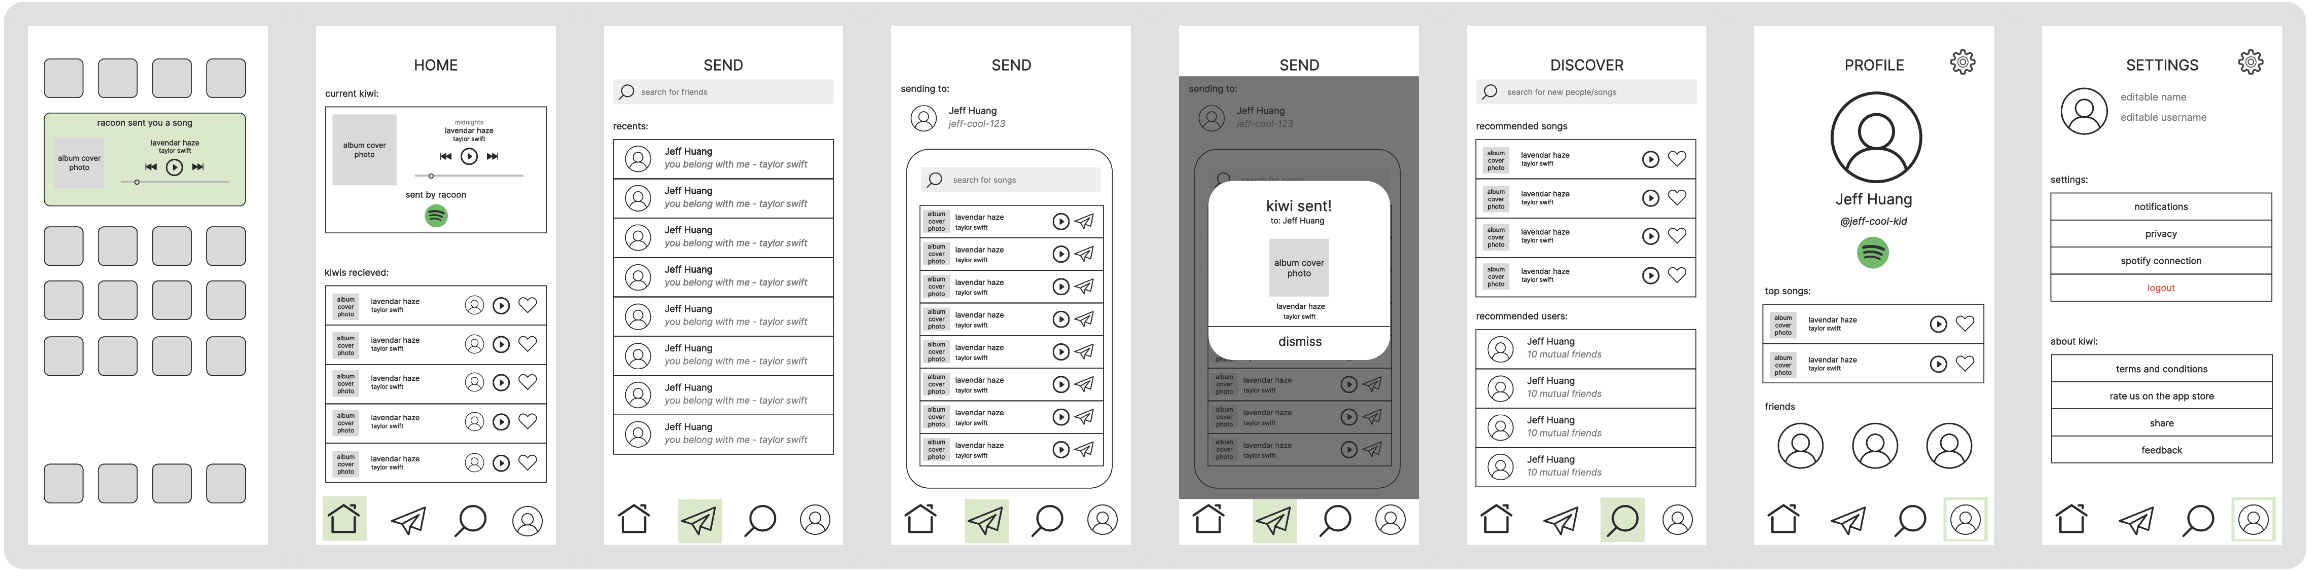 racoon sent you a song
album cover
photo
lavendar haze
taylor swift
HOME
current kiwi:
album cover
photo
midnights
lavendar haze
taylor swift
sent by racoon
kiwis recieved:
album
cover
photo
lavendar haze
taylor swift
album
cover
photo
lavendar haze
taylor swift
album
cover
photo
lavendar haze
taylor swift
album
cover
photo
lavendar haze
taylor swift
album
cover
photo
lavendar haze
taylor swift
SEND
search for friends
recents:
Jeff Huang
you belong with me - taylor swift
Jeff Huang
you belong with me - taylor swift
Jeff Huang
you belong with me - taylor swift
Jeff Huang
you belong with me - taylor swift
Jeff Huang
you belong with me - taylor swift
Jeff Huang
you belong with me - taylor swift
Jeff Huang
you belong with me - taylor swift
Jeff Huang
you belong with me - taylor swift
SEND
sending to:
Jeff Huang
jeff-cool-123
search for songs
album
cover
photo
lavendar haze
taylor swift
album
cover
photo
lavendar haze
taylor swift
album
cover
photo
lavendar haze
taylor swift
album
cover
photo
lavendar haze
taylor swift
album
cover
photo
lavendar haze
taylor swift
album
cover
photo
lavendar haze
taylor swift
album
cover
photo
lavendar haze
taylor swift
album
cover
photo
lavendar haze
taylor swift
SEND
sending to:
Jeff Huang
jeff-cool-123
search for songs
kiwi sent!
to: Jeff Huang
album cover
photo
lavendar haze
taylor swift
dismiss
album
cover
photo
lavendar haze
taylor swift
album
cover
photo
lavendar haze
taylor swift
album
cover
photo
lavendar haze
taylor swift
DISCOVER
search for new people/songs
recommended songs
album
cover
photo
lavendar haze
taylor swift
album
cover
photo
lavendar haze
taylor swift
album
cover
photo
lavendar haze
taylor swift
album
cover
photo
lavendar haze
taylor swift
recommended users:
Jeff Huang
10 mutual friends
Jeff Huang
10 mutual friends
Jeff Huang
10 mutual friends
Jeff Huang
10 mutual friends
PROFILE
Jeff Huang
@jeff-cool-kid
top songs:
album
cover
photo
lavendar haze
taylor swift
album
cover
photo
lavendar haze
taylor swift
friends
SETTINGS
editable name
editable username
settings:
notifications
privacy
spotify connection
logout
about kiwi:
terms and conditions
rate us on the app store
share
feedback